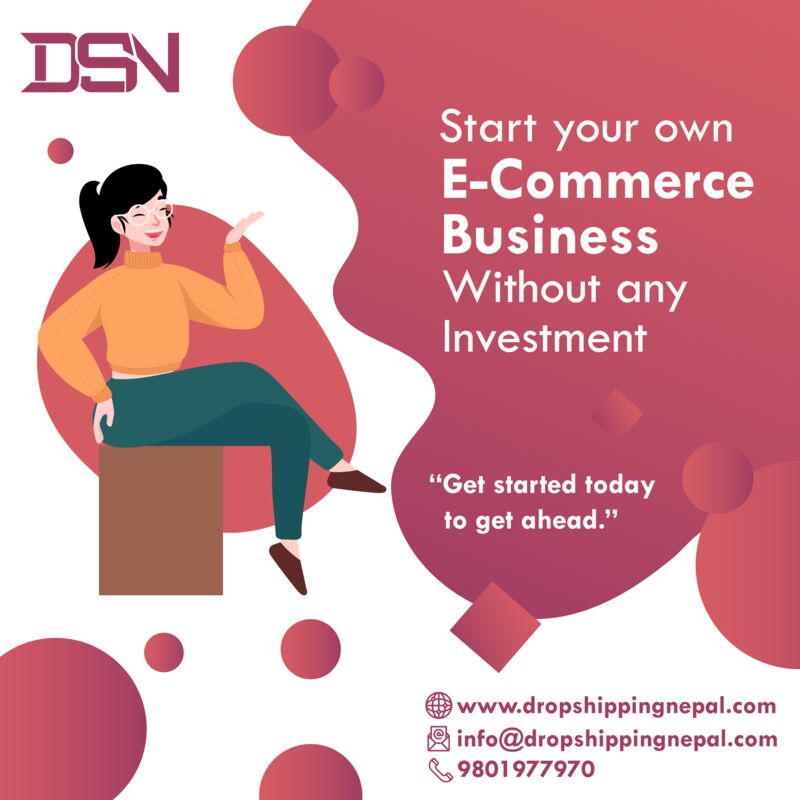 DSN
Start your own
E-Commerce
Business
Without any
Investment
“Get started today
to get ahead.”
www.dropshippingnepal.com
info@dropshippingnepal.com
9801977970